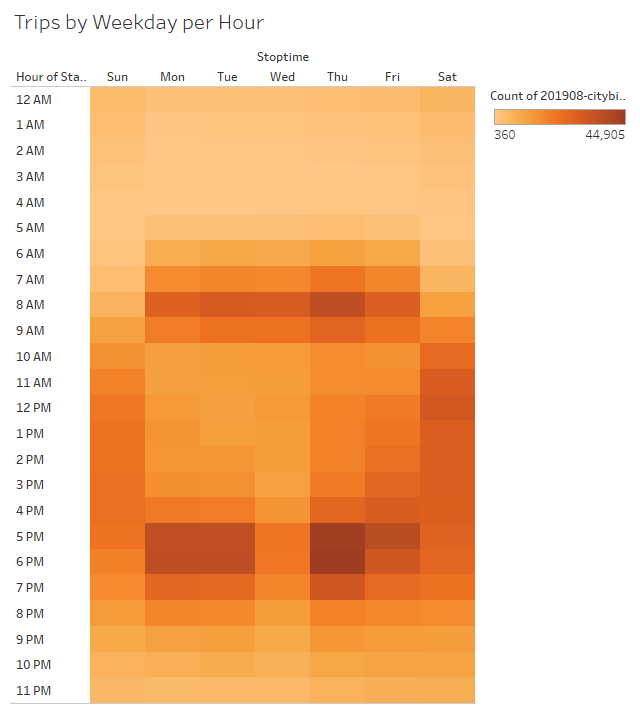 Trips by Weekday per Hour
Stoptime
Hour of Sta.. Sun Mon Tue Wed Thu Fri Sat
Count of 201908-citybi..
360 44,905
12 AM
1 AM
2 AM
3 AM
4 AM
5 AM
6 AM
7 AM
8 AM
9 AM
10 AM
11 AM
12 PM
1 PM
2 PM
3 PM
4 PM
5 PM
6 PM
7 PM
8 PM
9 PM
10 PM
11 PM